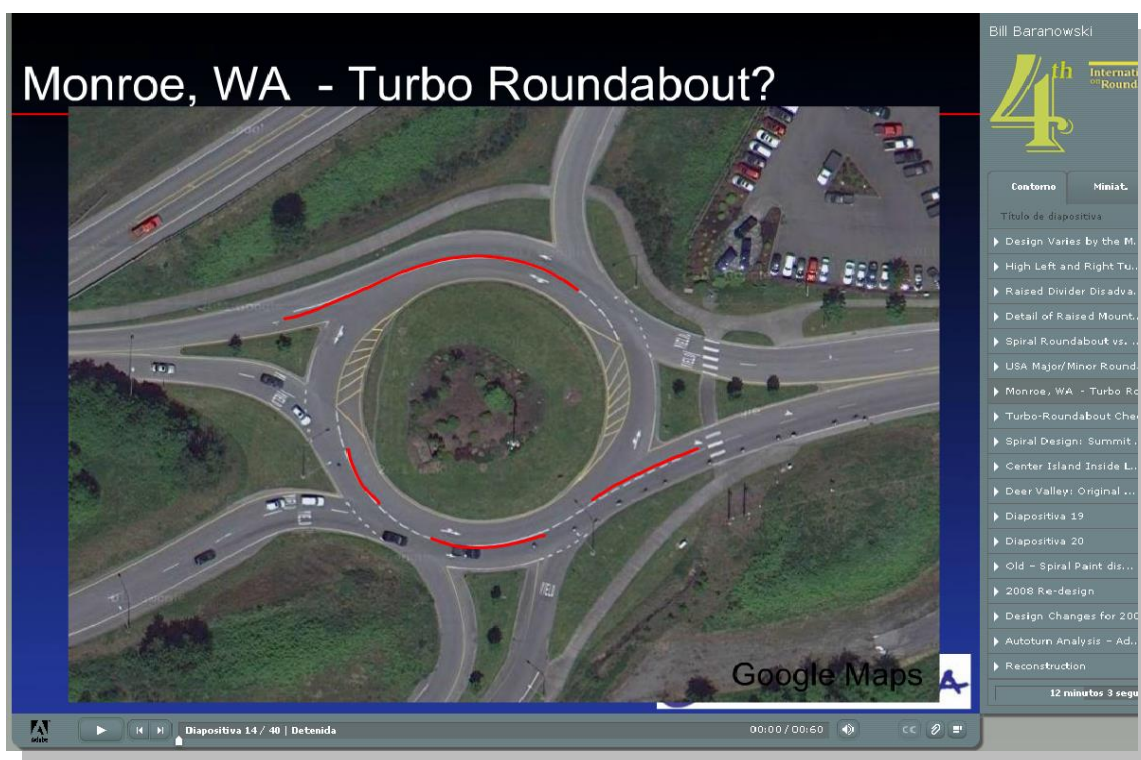 Monroe, WA - Turbo Roundabout?
Google Maps
Bill Baranowski
4th
Internati
on Round
Contorno
Miniat.
Título de diapositiva
Design Varies by the M.
High Left and Right Tu..
Raised Divider Disadva.
Detail of Raised Mount.
Spiral Roundabout vs. ..
USA Major/Minor Round.
Monroe, WA - Turbo Ro
Turbo-Roundabout Che
Spiral Design: Summit .
Center Island Inside L..
Deer Valley: Original ...
Diapositiva 19
Diapositiva 20
Old - Spiral Paint dis...
2008 Re-design
Design Changes for 200
Autoturn Analysis - Ad..
Reconstruction
12 minutos 3 segu
Adobe
Diapositiva 14 / 40 | Detenida
00:00 / 00:60
CC